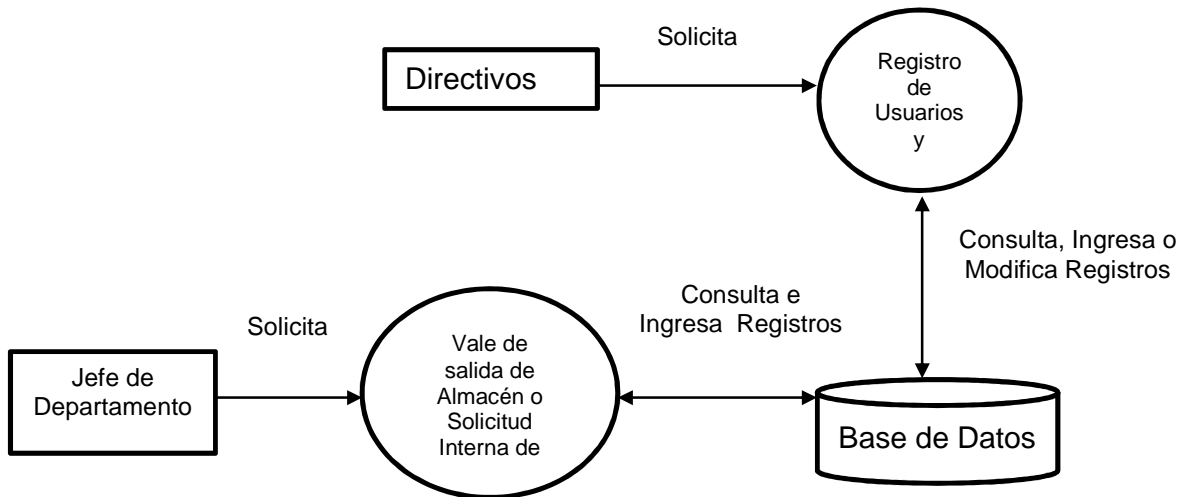 Solicita
Directivos
Registro
de
Usuarios
y
Consulta, Ingresa o
Modifica Registros
Consulta e
Ingresa Registros
Solicita
Vale de
salida de
Almacén o
Solicitud
Interna de
Jefe de
Departamento
Base de Datos